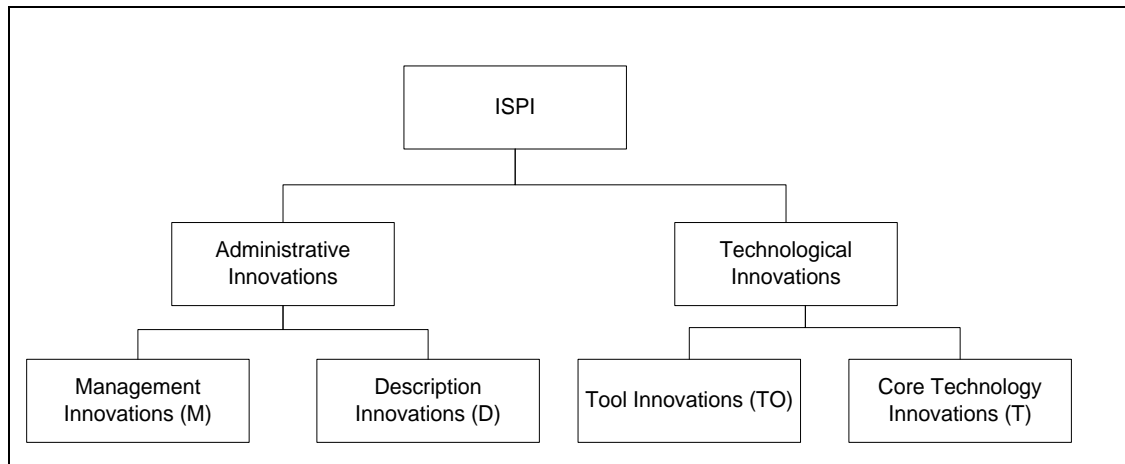 ISPI
Administrative
Innovations
Technological
Innovations
Management
Innovations (M)
Description
Innovations (D)
Tool Innovations (TO)
Core Technology
Innovations (T)